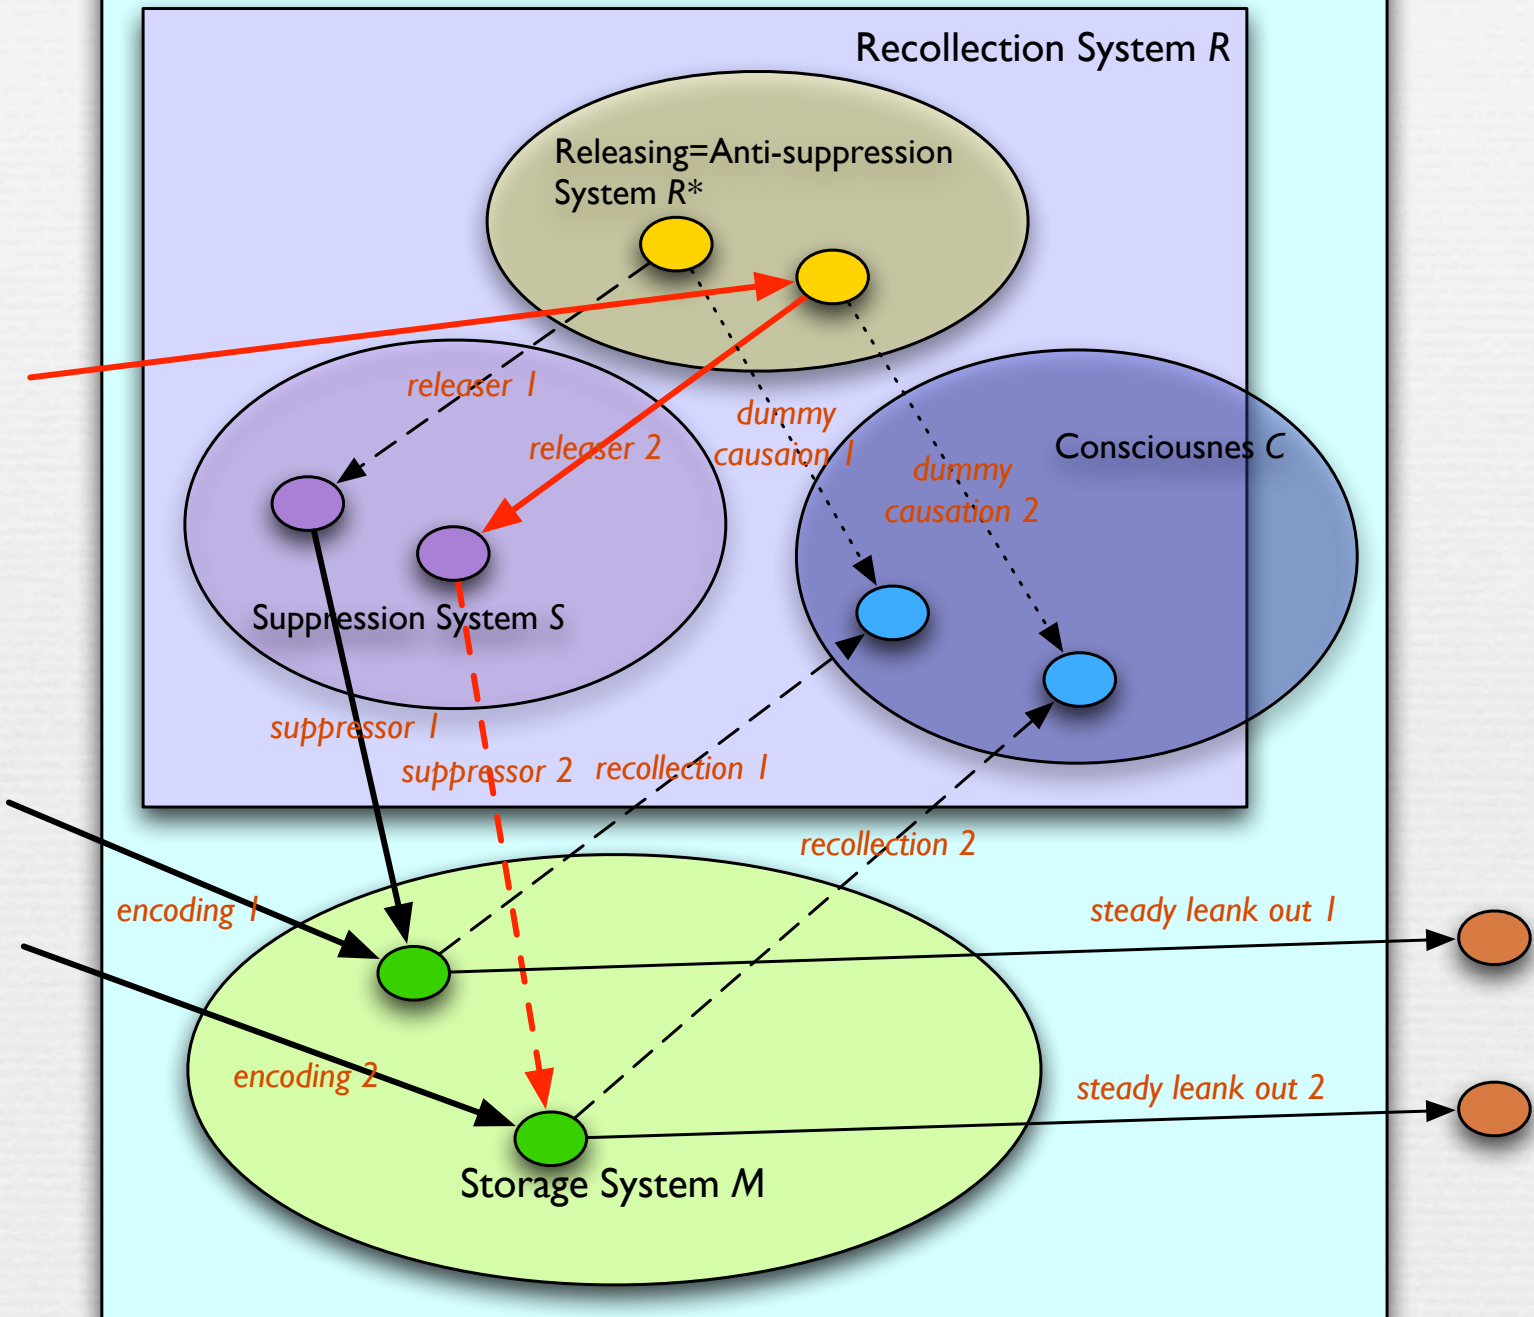 Recollection System R
Releasing=Anti-suppression
System R*
releaser 1
releaser 2
dummy
causaion 1
dummy
causation 2
Consciousnes C
Suppression System S
suppressor 1
suppressor 2
recollection 1
recollection 2
encoding 1
steady leank out 1
encoding 2
steady leank out 2
Storage System M